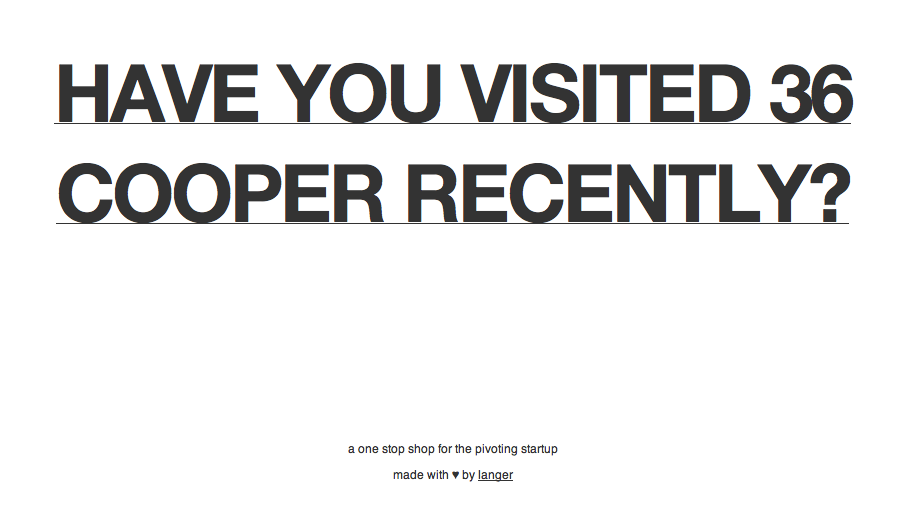 HAVE YOU VISITED 36
COOPER RECENTLY?
a one stop shop for the pivoting startup
made with ♥ by langer